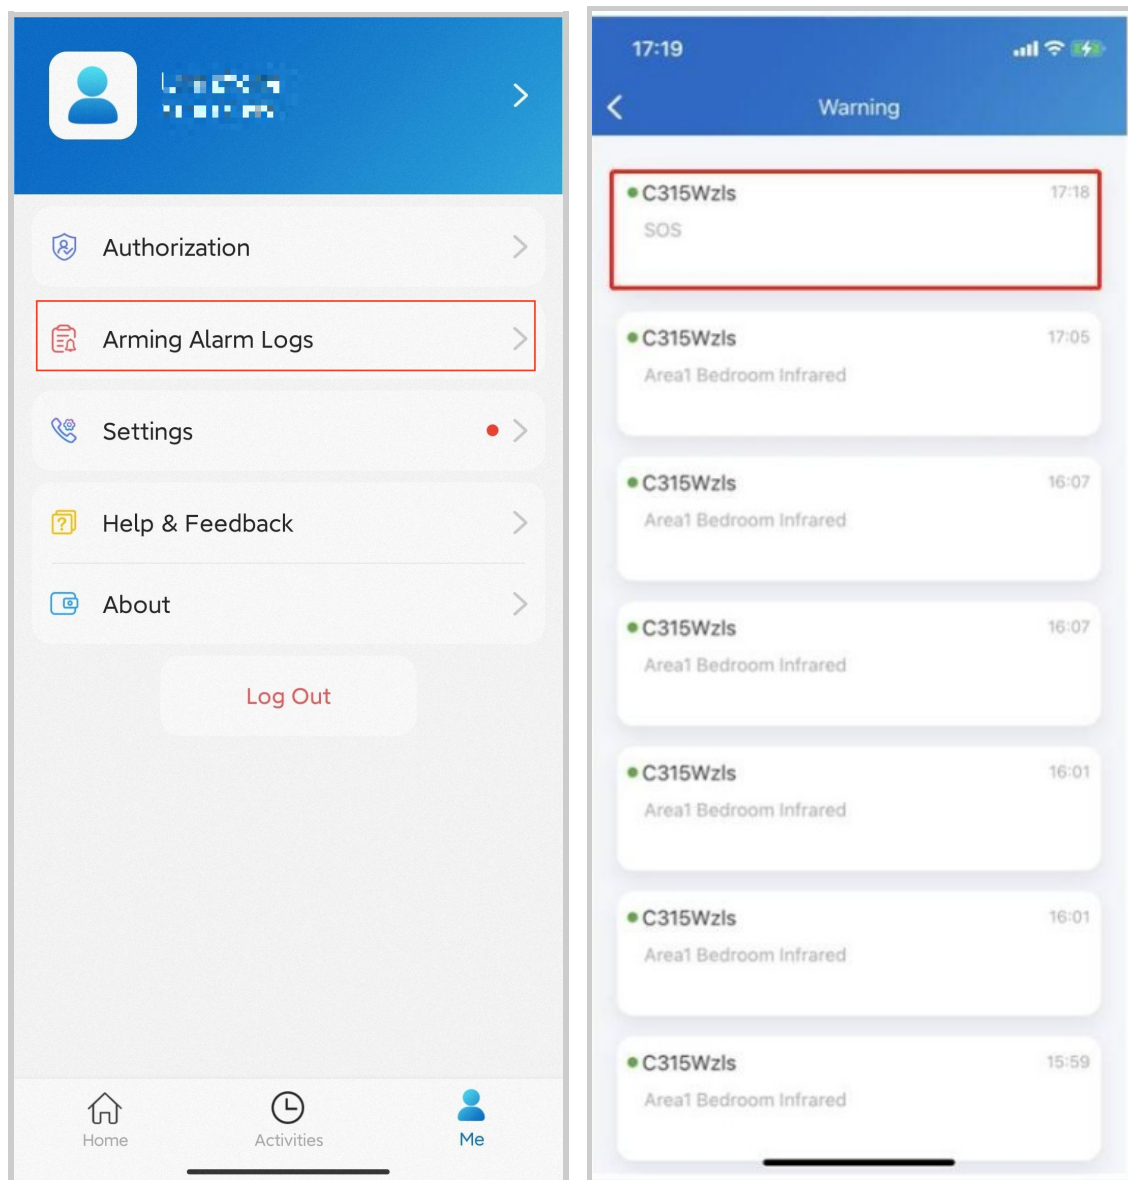 Authorization
Arming Alarm Logs
Settings
Help & Feedback
About
Log Out
Home
Activities
Me
17:19
Warning
C315Wzls
17:18
SOS
C315Wzls
17:05
Area1 Bedroom Infrared
C315Wzls
16:07
Area1 Bedroom Infrared
C315Wzls
16:07
Area1 Bedroom Infrared
C315Wzls
16:01
Area1 Bedroom Infrared
C315Wzls
16:01
Area1 Bedroom Infrared
C315Wzls
15:59
Area1 Bedroom Infrared